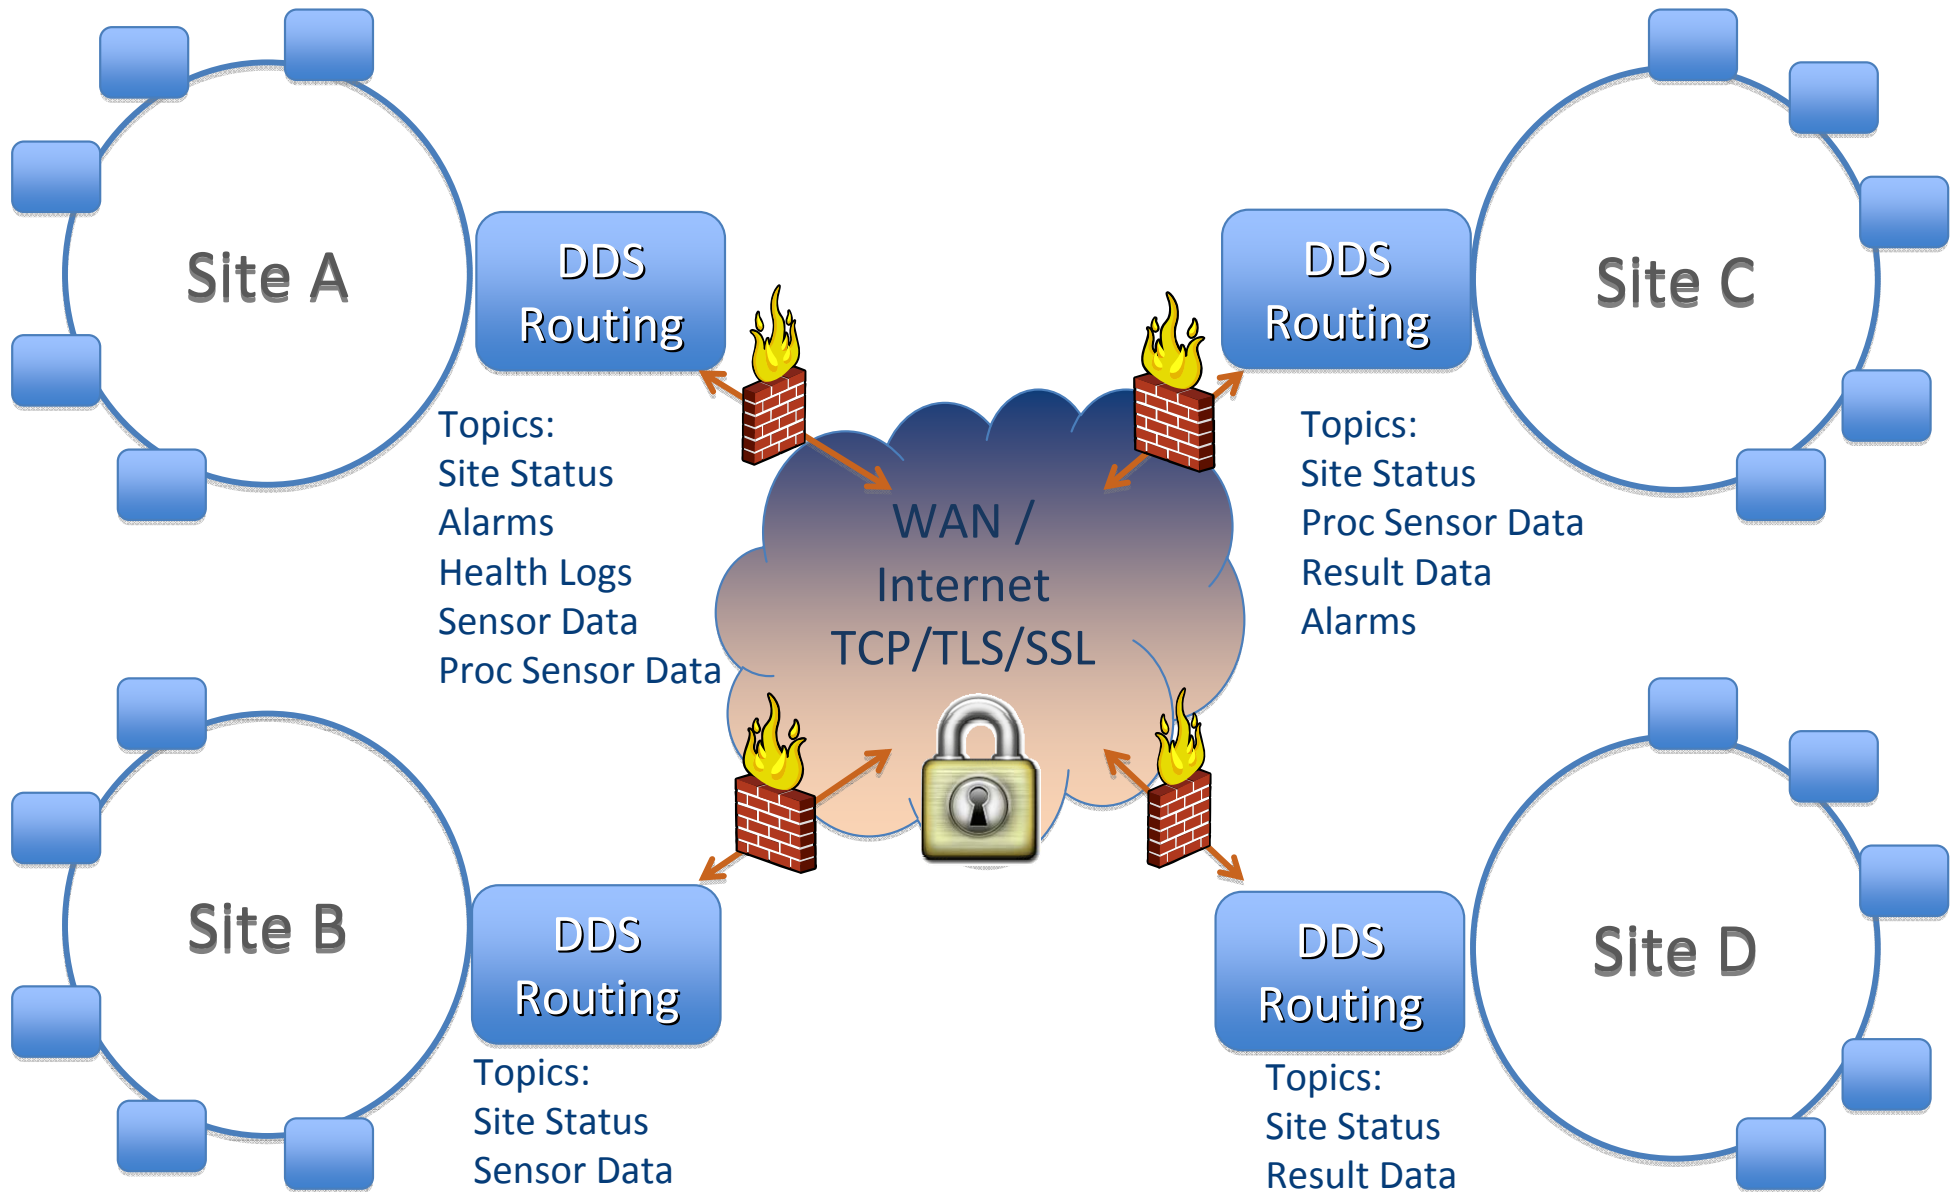 Site A
DDS
Routing
Topics:
Site Status
Alarms
Health Logs
Sensor Data
Proc Sensor Data
DDS
Routing
Site C
Topics:
Site Status
Proc Sensor Data
Result Data
Alarms
WAN /
Internet
TCP/TLS/SSL
Site B
DDS
Routing
Topics:
Site Status
Sensor Data
DDS
Routing
Site D
Topics:
Site Status
Result Data